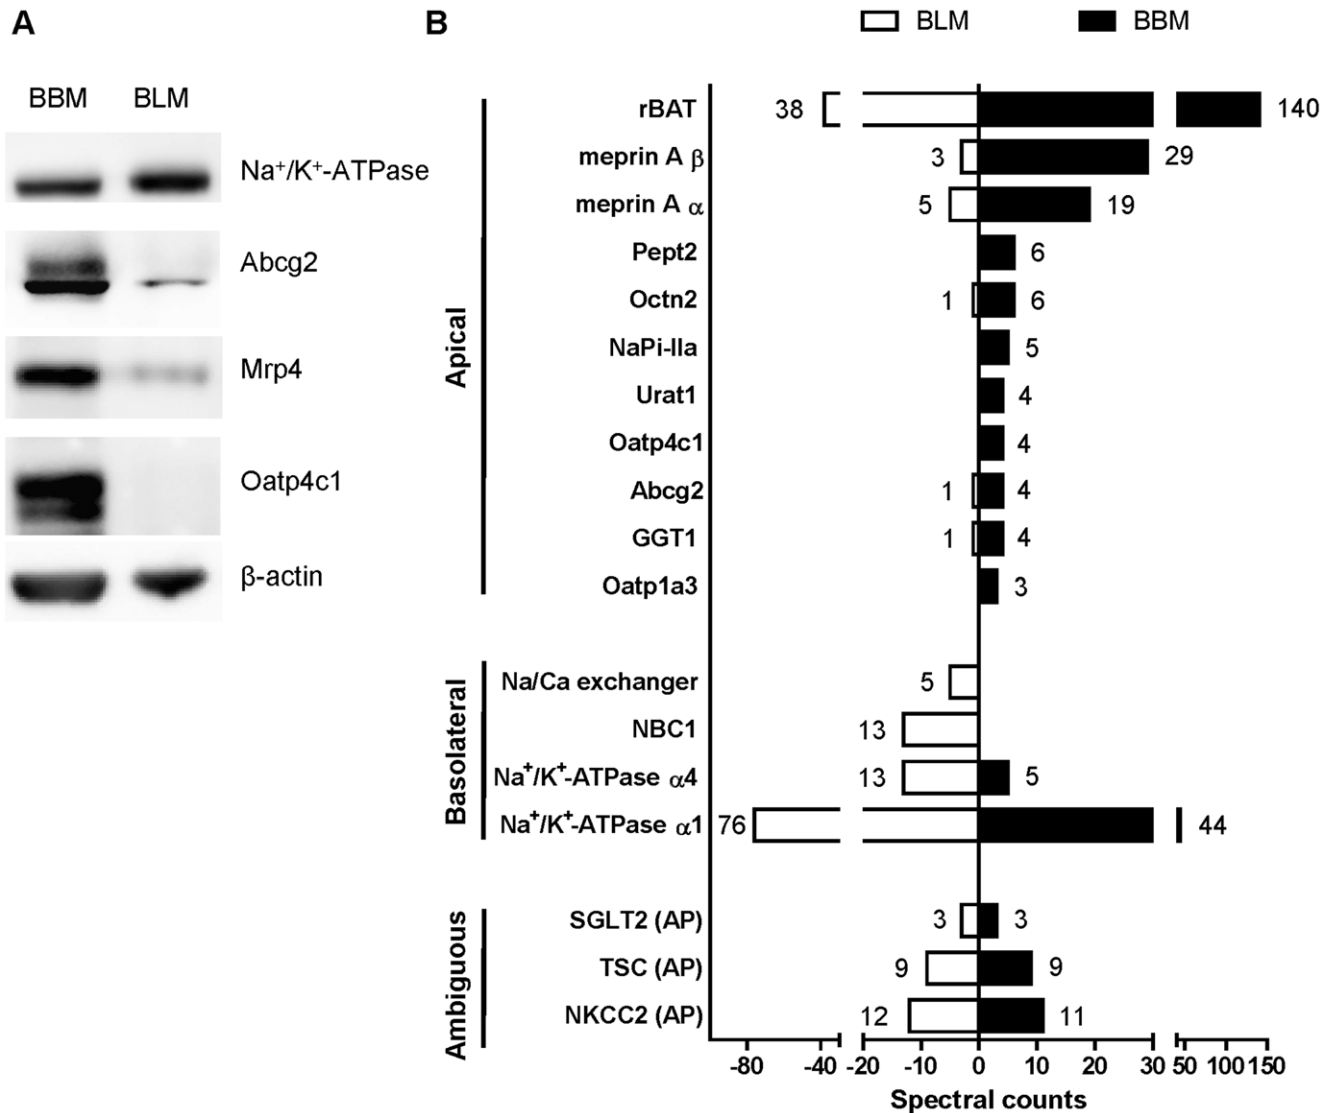 A
BBM BLM
Na⁺/K⁺-ATPase
Abcg2
Mrp4
Oatp4c1
β-actin
B
BLM BBM
Apical
rBAT 38 140
meprin A β 3 29
meprin A α 5 19
Pept2 6
Octn2 1 6
NaPi-IIa 5
Urat1 4
Oatp4c1 4
Abcg2 1 4
GGT1 1 4
Oatp1a3 3
Basolateral
Na/Ca exchanger 5
NBC1 13
Na⁺/K⁺-ATPase α4 13 5
Na⁺/K⁺-ATPase α1 76 44
Ambiguous
SGLT2 (AP) 3 3
TSC (AP) 9 9
NKCC2 (AP) 12 11
-80 -40 -20 -10 0 10 20 30 50 100 150
Spectral counts